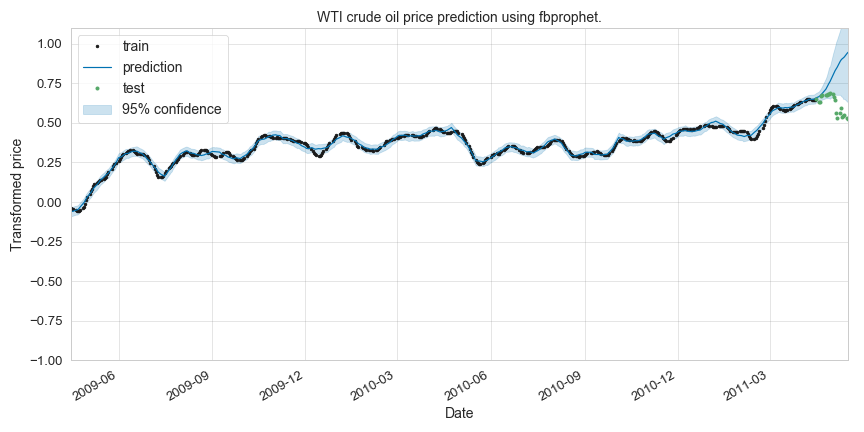 WTI crude oil price prediction using fbprophet.
train
prediction
test
95% confidence
Transformed price
1.00
0.75
0.50
0.25
0.00
−0.25
−0.50
−0.75
−1.00
2009-06
2009-09
2009-12
2010-03
2010-06
2010-09
2010-12
2011-03
Date